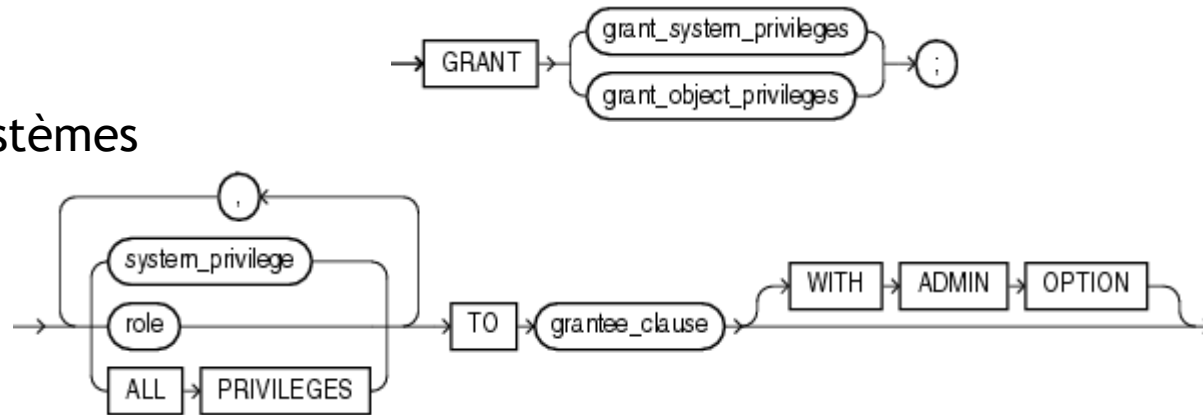 grant_system_privileges
GRANT
;
grant_object_privileges
stèmes
,
system_privilege
WITH ADMIN OPTION
role
TO grantee_clause
ALL PRIVILEGES